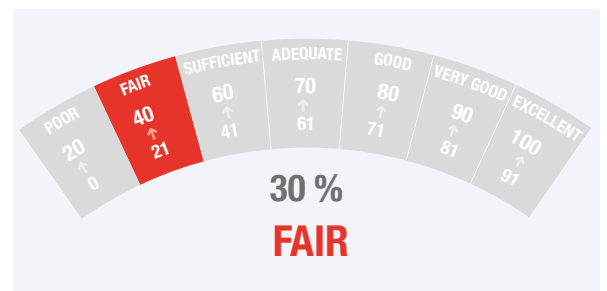 POOR
20
0
FAIR
40
21
SUFFICIENT
60
41
ADEQUATE
70
61
GOOD
80
71
VERY GOOD
90
81
EXCELLENT
100
91
30 %
FAIR